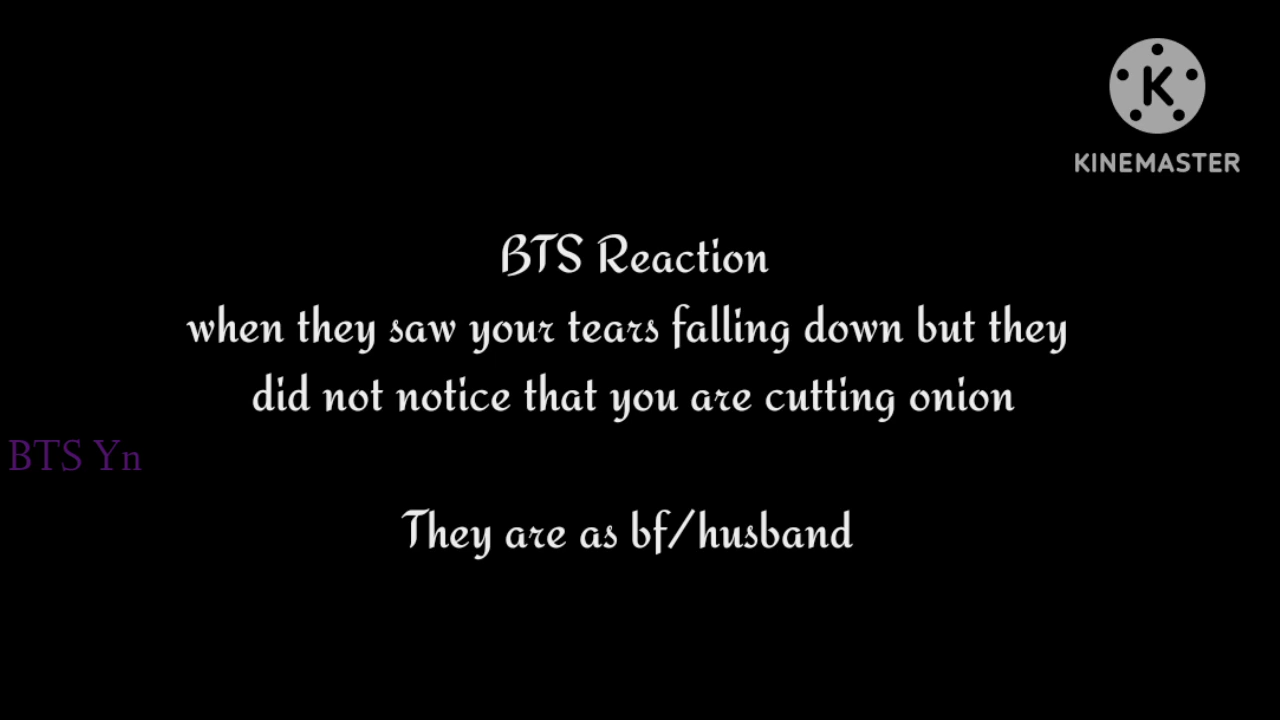 K
KINEMASTER
BTS Reaction
when they saw your tears falling down but they
did not notice that you are cutting onion
BTS Yn
They are as bf/husband